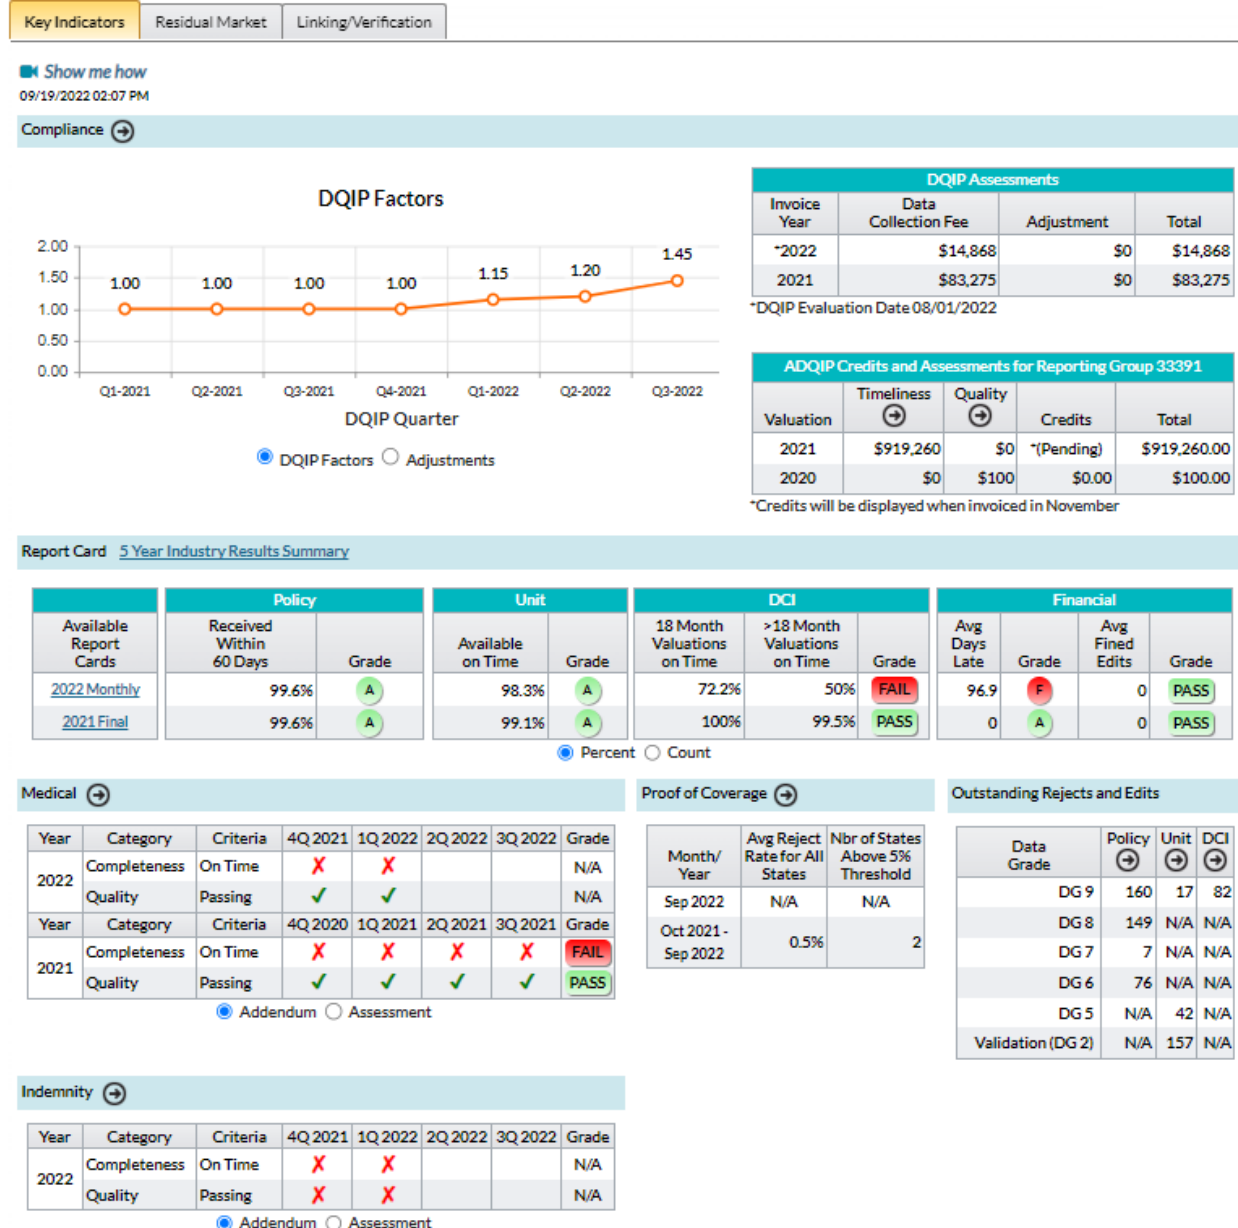 Key Indicators Residual Market Linking/Verification
Show me how
09/19/2022 02:07 PM
Compliance
DQIP Factors
2.00
1.50
1.00
0.50
0.00
1.00 1.00 1.00 1.00 1.15 1.20 1.45
Q1-2021 Q2-2021 Q3-2021 Q4-2021 Q1-2022 Q2-2022 Q3-2022
DQIP Quarter
DQIP Factors Adjustments
DQIP Assessments
Invoice Year Data Collection Fee Adjustment Total
*2022 $14,868 $0 $14,868
2021 $83,275 $0 $83,275
*DQIP Evaluation Date 08/01/2022
ADQIP Credits and Assessments for Reporting Group 33391
Valuation Timeliness Quality Credits Total
2021 $919,260 $0 *(Pending) $919,260.00
2020 $0 $100 $0.00 $100.00
*Credits will be displayed when invoiced in November
Report Card 5 Year Industry Results Summary
Policy Unit DCI Financial
Available Report Cards Received Within 60 Days Grade Available on Time Grade 18 Month Valuations on Time >18 Month Valuations on Time Grade Avg Days Late Grade Avg Fined Edits Grade
2022 Monthly 99.6% A 98.3% A 72.2% 50% FAIL 96.9 F 0 PASS
2021 Final 99.6% A 99.1% A 100% 99.5% PASS 0 A 0 PASS
Percent Count
Medical
Year Category Criteria 4Q 2021 1Q 2022 2Q 2022 3Q 2022 Grade
2022 Completeness On Time ✗ ✗ N/A
Quality Passing ✓ ✓ N/A
Year Category Criteria 4Q 2020 1Q 2021 2Q 2021 3Q 2021 Grade
2021 Completeness On Time ✗ ✗ ✗ ✗ FAIL
Quality Passing ✓ ✓ ✓ ✓ PASS
Addendum Assessment
Proof of Coverage
Month/ Year Avg Reject Rate for All States Nbr of States Above 5% Threshold
Sep 2022 N/A N/A
Oct 2021 - Sep 2022 0.5% 2
Outstanding Rejects and Edits
Data Grade Policy Unit DCI
DG 9 160 17 82
DG 8 149 N/A N/A
DG 7 7 N/A N/A
DG 6 76 N/A N/A
DG 5 N/A 42 N/A
Validation (DG 2) N/A 157 N/A
Indemnity
Year Category Criteria 4Q 2021 1Q 2022 2Q 2022 3Q 2022 Grade
2022 Completeness On Time ✗ ✗ N/A
Quality Passing ✗ ✗ N/A
Addendum Assessment